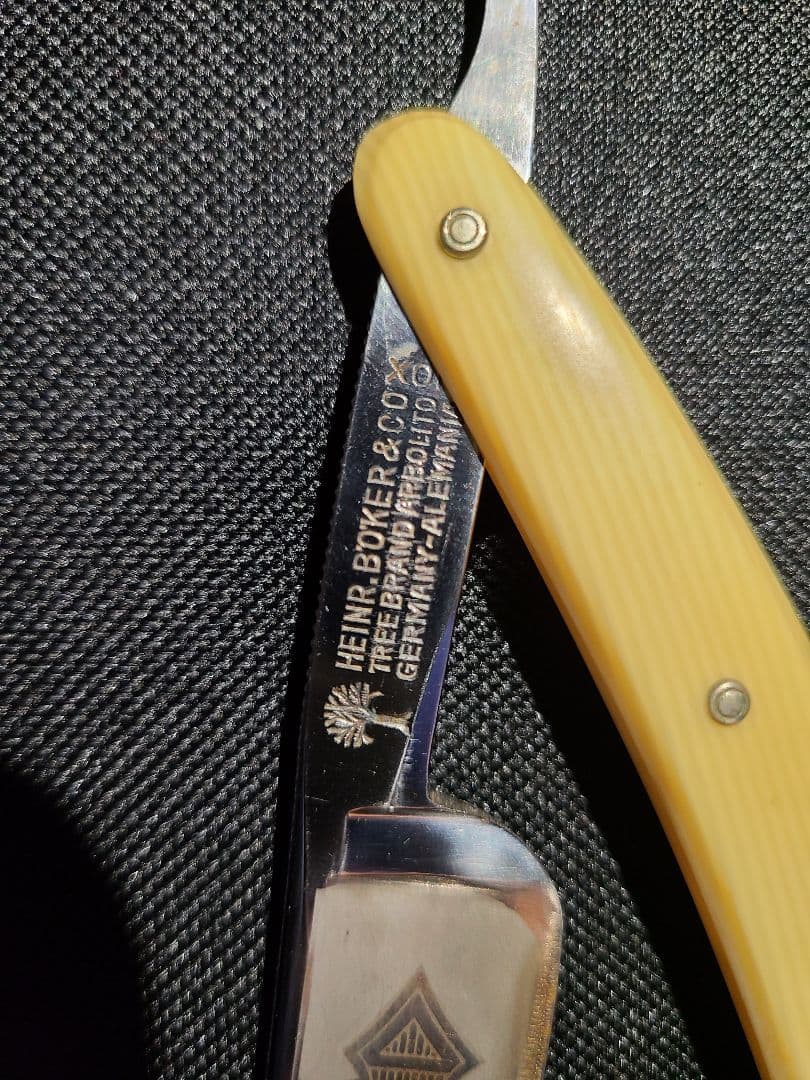 HEINR.BÖKER&CO X
TREE BRAND ARBOLITO
GERMANY-ALEMANIA